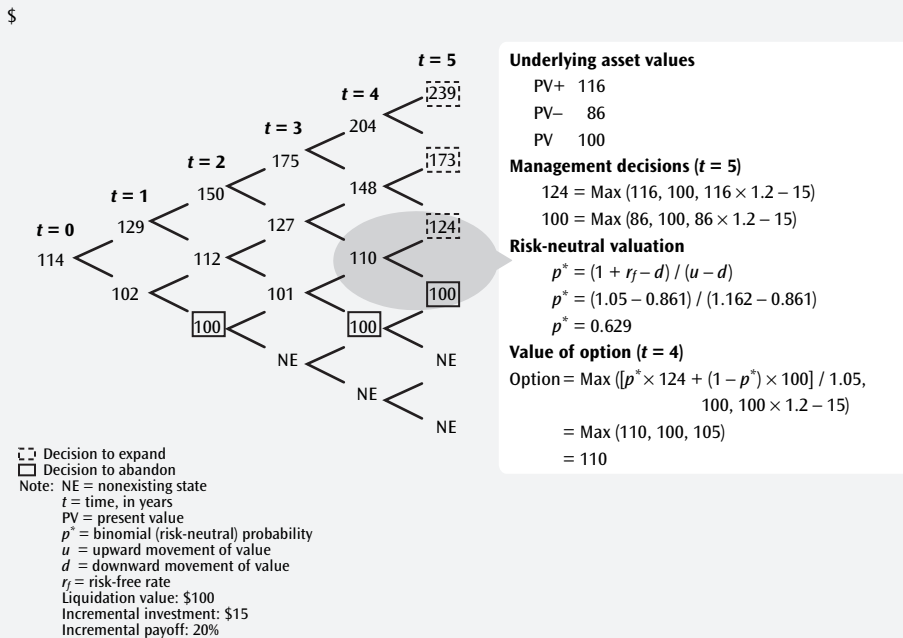 $
t = 5
239
t = 4
204
t = 3
175
173
t = 2
150
148
t = 1
129
127
124
t = 0
114
112
110
102
101
100
100
100
NE
NE
NE
NE
Underlying asset values
PV+ 116
PV– 86
PV 100
Management decisions (t = 5)
124 = Max (116, 100, 116 × 1.2 – 15)
100 = Max (86, 100, 86 × 1.2 – 15)
Risk-neutral valuation
p* = (1 + rf – d) / (u – d)
p* = (1.05 – 0.861) / (1.162 – 0.861)
p* = 0.629
Value of option (t = 4)
Option = Max ([p* × 124 + (1 – p*) × 100] / 1.05,
100, 100 × 1.2 – 15)
= Max (110, 100, 105)
= 110
Decision to expand
Decision to abandon
Note: NE = nonexisting state
t = time, in years
PV = present value
p* = binomial (risk-neutral) probability
u = upward movement of value
d = downward movement of value
rf = risk-free rate
Liquidation value: $100
Incremental investment: $15
Incremental payoff: 20%